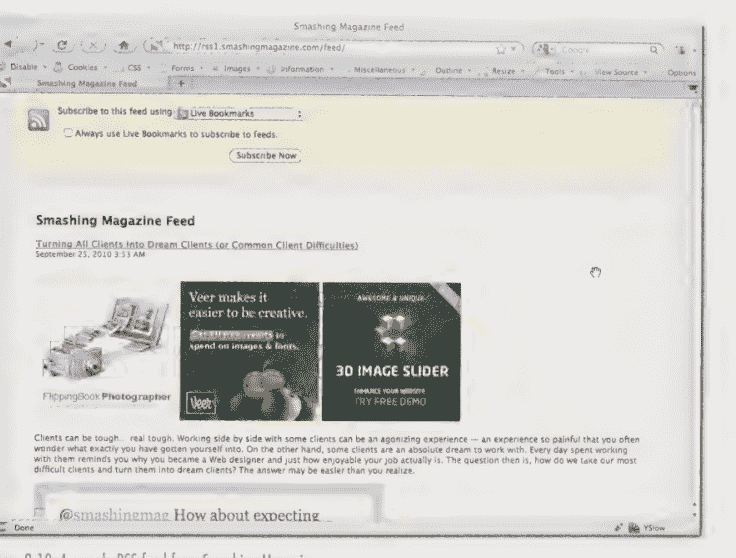 Smashing Magazine Feed
http://rss1.smashingmagazine.com/feed/
Google
Disable Cookies CSS Forms Images Information Miscellaneous Outline Resize Tools View Source Options
Smashing Magazine Feed +
Subscribe to this feed using Live Bookmarks
Always use Live Bookmarks to subscribe to feeds.
Subscribe Now
Smashing Magazine Feed
Turning All Clients Into Dream Clients (or Common Client Difficulties)
September 25, 2010 3:53 AM
FlippingBook Photographer
Veer makes it
easier to be creative.
to
spend on images & fonts.
Veer
AWESOME & UNIQUE
3D IMAGE SLIDER
ENHANCE YOUR WEBSITE
TRY FREE DEMO
Clients can be tough... real tough. Working side by side with some clients can be an agonizing experience — an experience so painful that you often
wonder what exactly you have gotten yourself into. On the other hand, some clients are an absolute dream to work with. Every day spent working
with them reminds you why you became a Web designer and just how enjoyable your job actually is. The question then is, how do we take our most
difficult clients and turn them into dream clients? The answer may be easier than you realize.
@smashingmag How about expecting
Done
YSlow